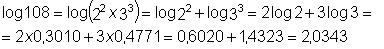 log108 = log(2² x 3³) = log2² + log3³ = 2log2 + 3log3 =
= 2x0,3010 + 3x0,4771 = 0,6020 + 1,4323 = 2,0343